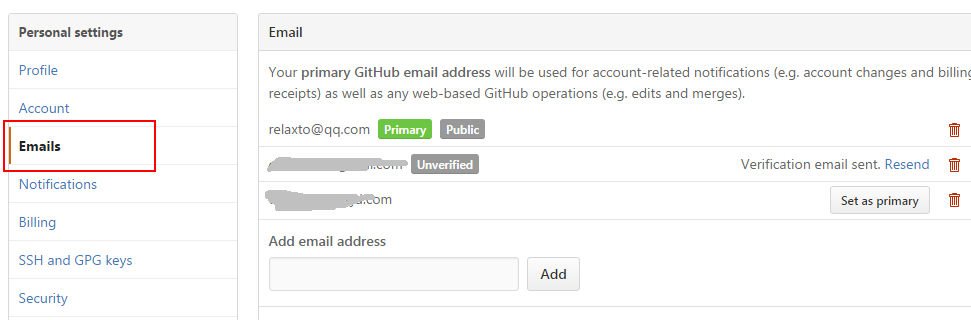 Personal settings
Profile
Account
Emails
Notifications
Billing
SSH and GPG keys
Security
Email
Your primary GitHub email address will be used for account-related notifications (e.g. account changes and billing
receipts) as well as any web-based GitHub operations (e.g. edits and merges).
relaxto@qq.com Primary Public
.com Unverified Verification email sent. Resend
.com Set as primary
Add email address
Add